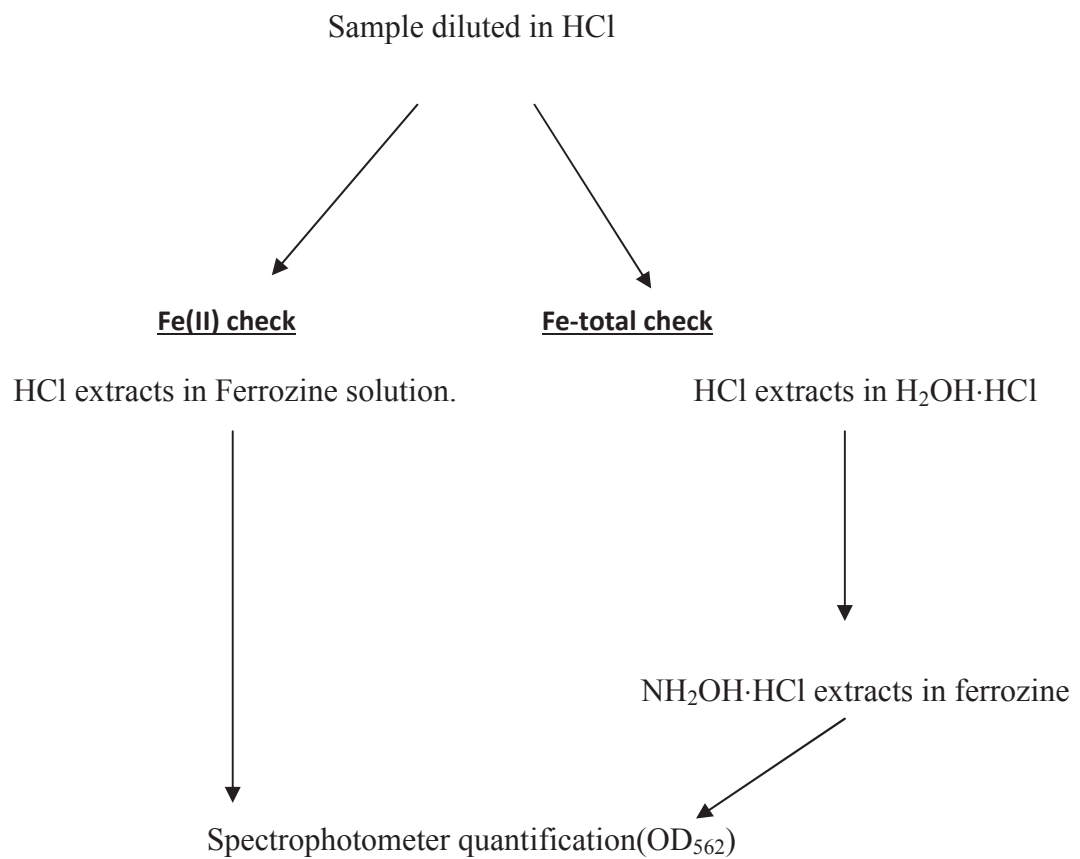 Sample diluted in HCl
Fe(II) check
Fe-total check
HCl extracts in Ferrozine solution.
HCl extracts in H₂OH·HCl
NH₂OH·HCl extracts in ferrozine
Spectrophotometer quantification(OD₅₆₂)